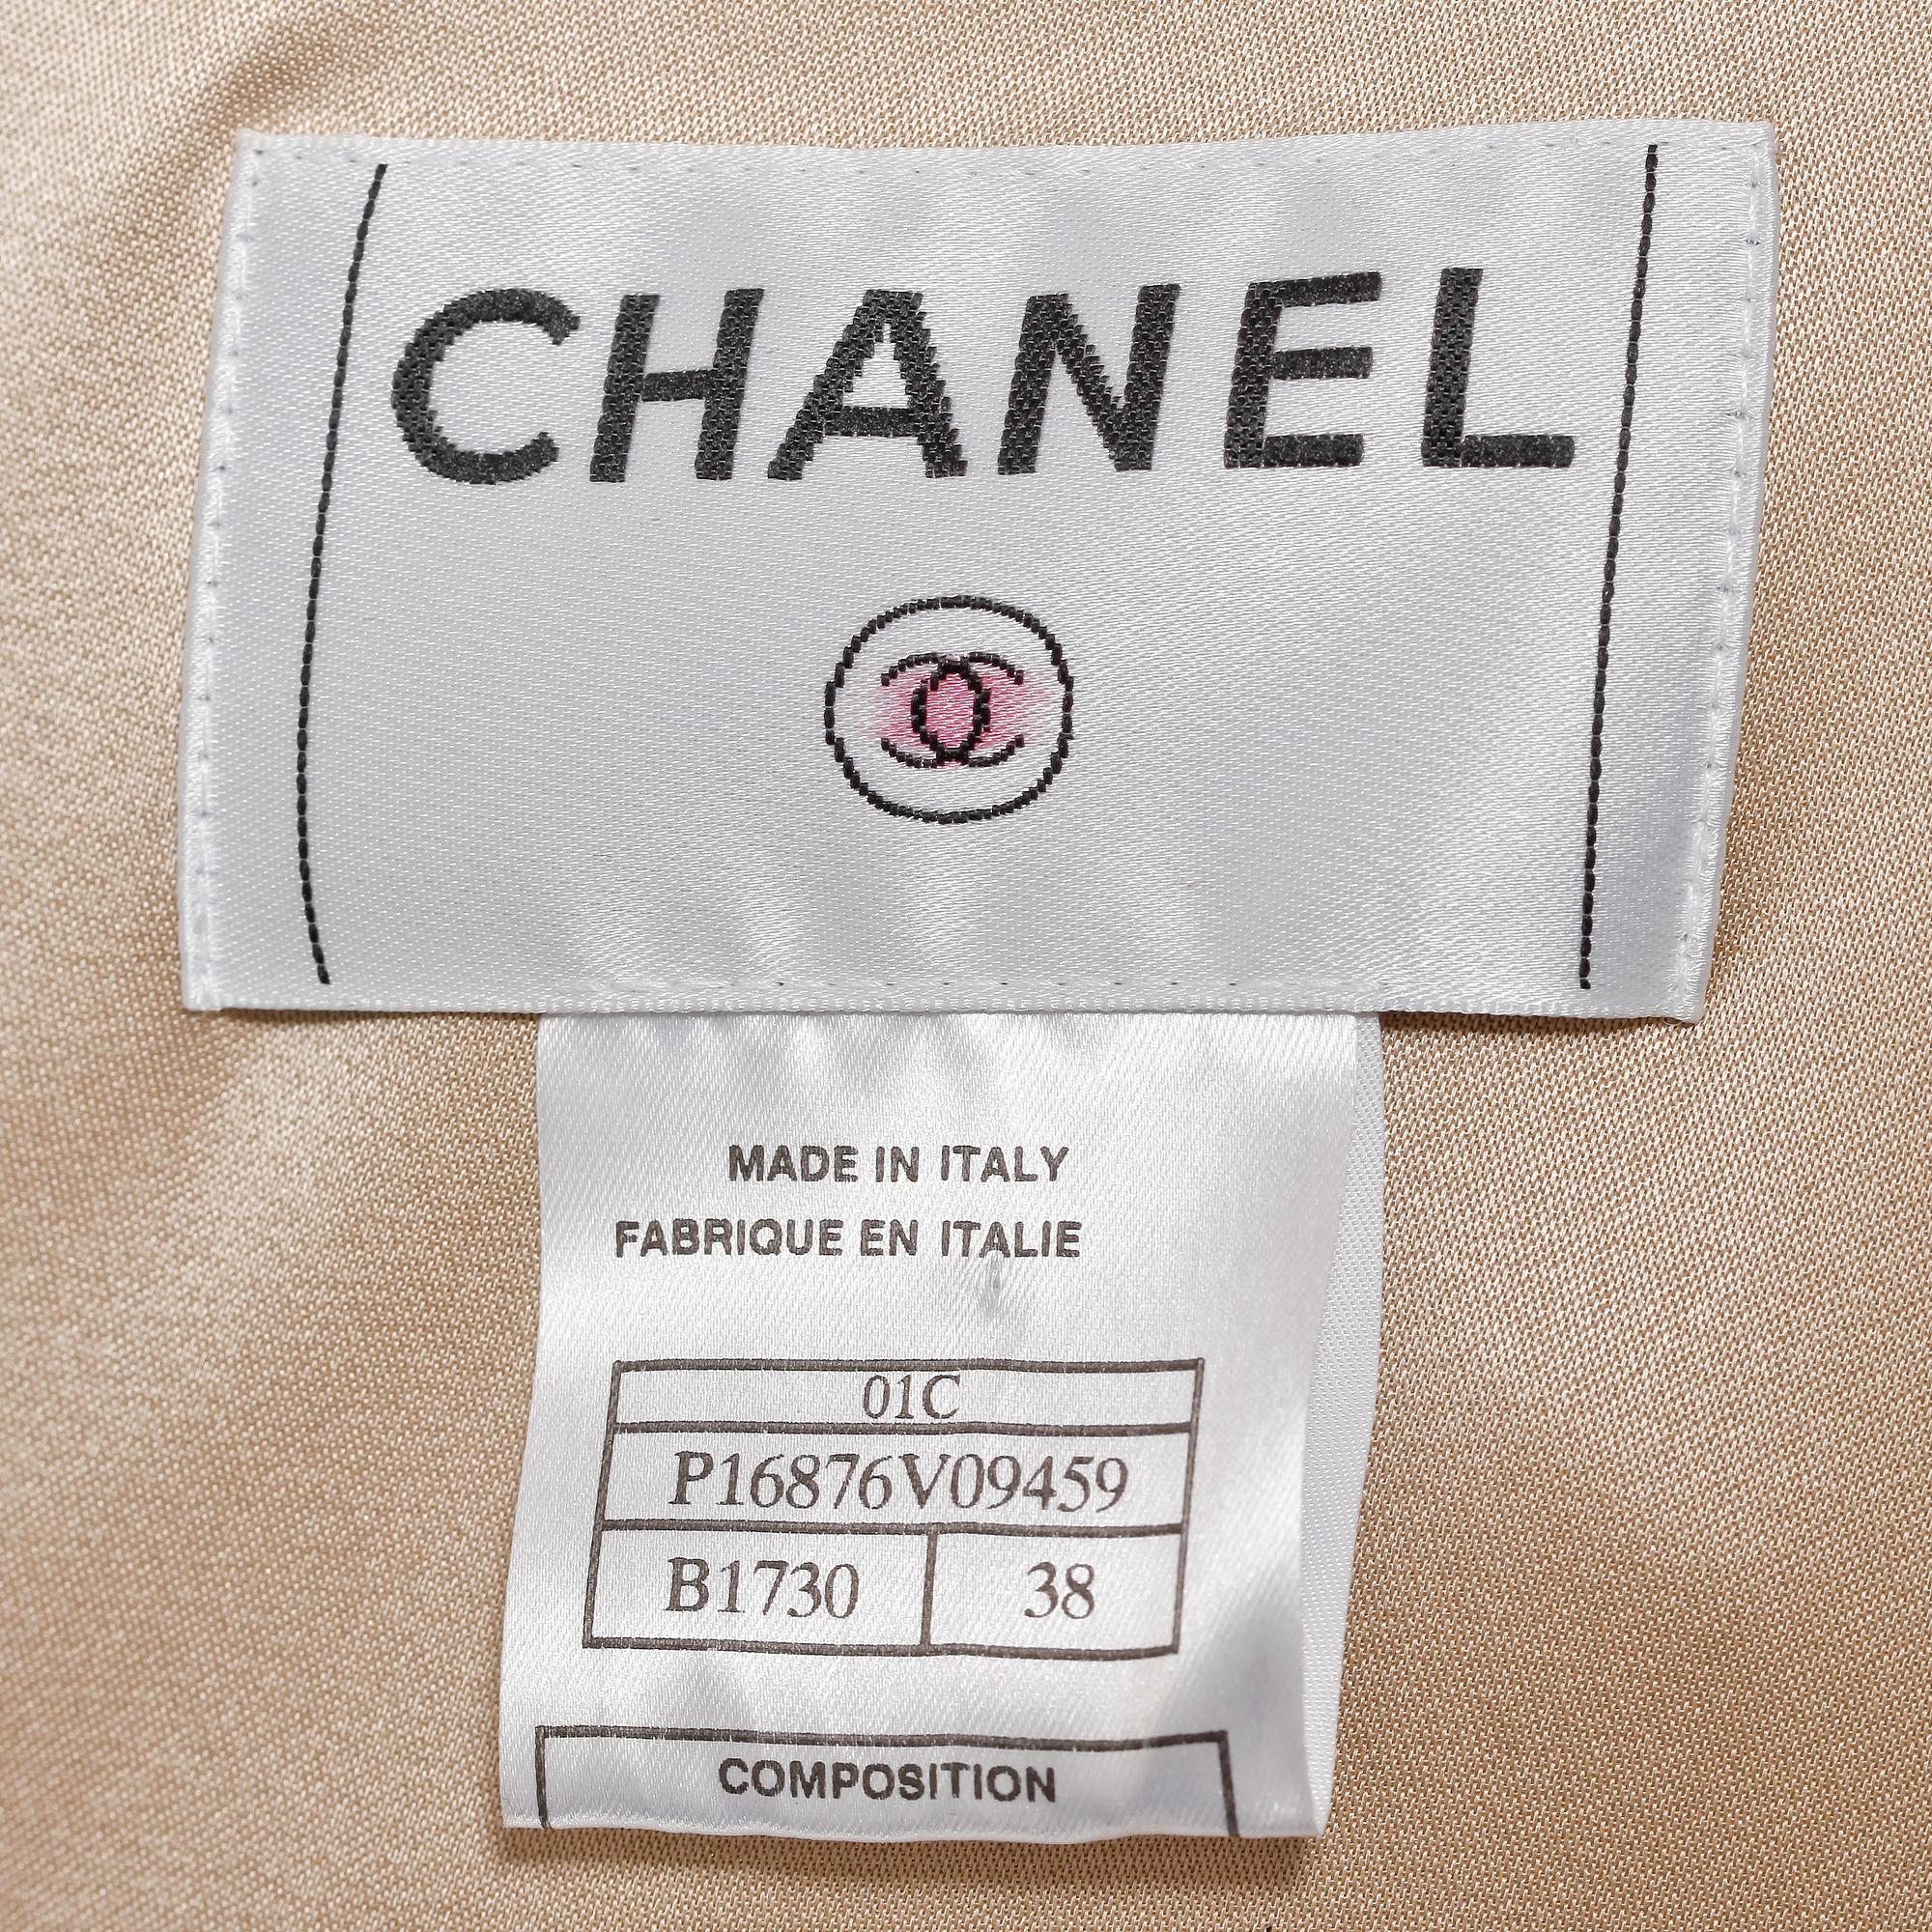 CHANEL
MADE IN ITALY
FABRIQUE EN ITALIE
01C
P16876V09459
B1730 38
COMPOSITION